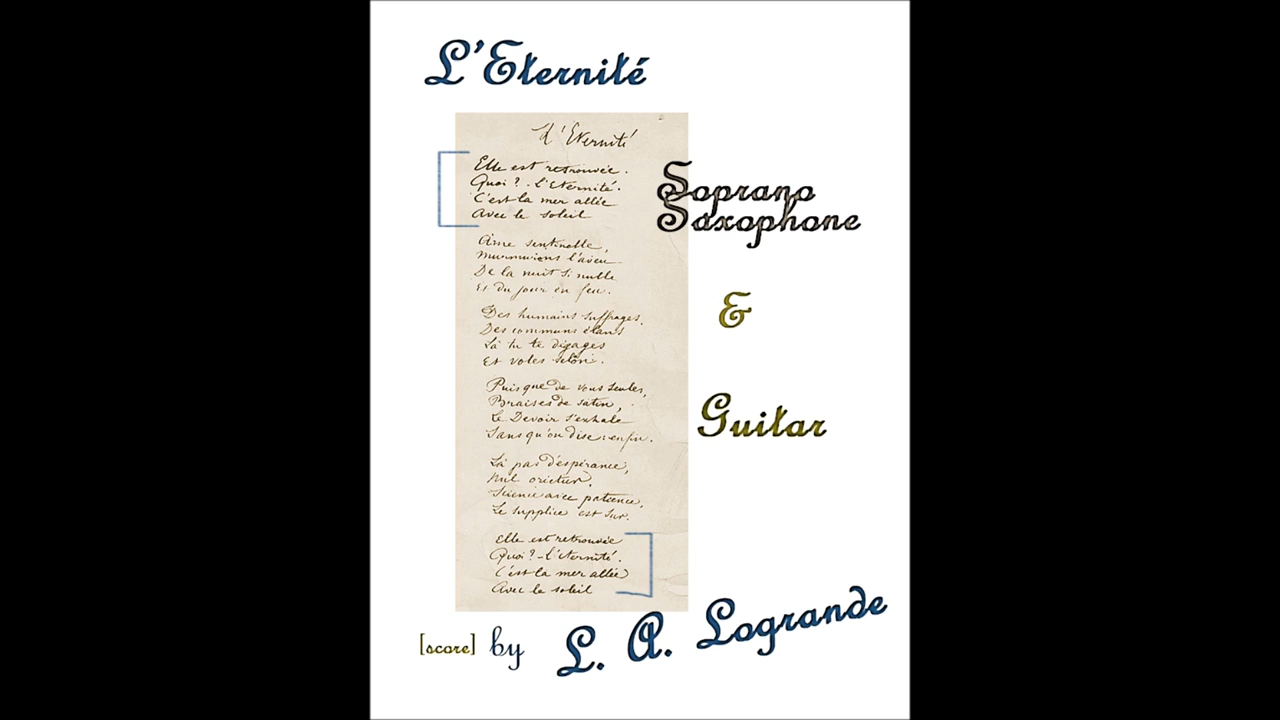 L'Eternité
L'Eternité
Elle est retrouvée.
Quoi? - L'Eternité.
C'est la mer allée
Avec le soleil
Soprano
Saxophone
Âme sentinelle,
Murmurons l'aveu
De la nuit si nulle
Et du jour en feu.
&
Des humains suffrages,
Des communs élans
Là tu te dégages
Et voles selon.
Guitar
Puisque de vous seules,
Braises de satin,
Le Devoir s'exhale
Sans qu'on dise: enfin.
Là pas d'espérance,
Nul orietur.
Science avec patience,
Le supplice est sûr.
Elle est retrouvée
Quoi? - L'Eternité.
C'est la mer allée
Avec le soleil
[score] by L. A. Logrande